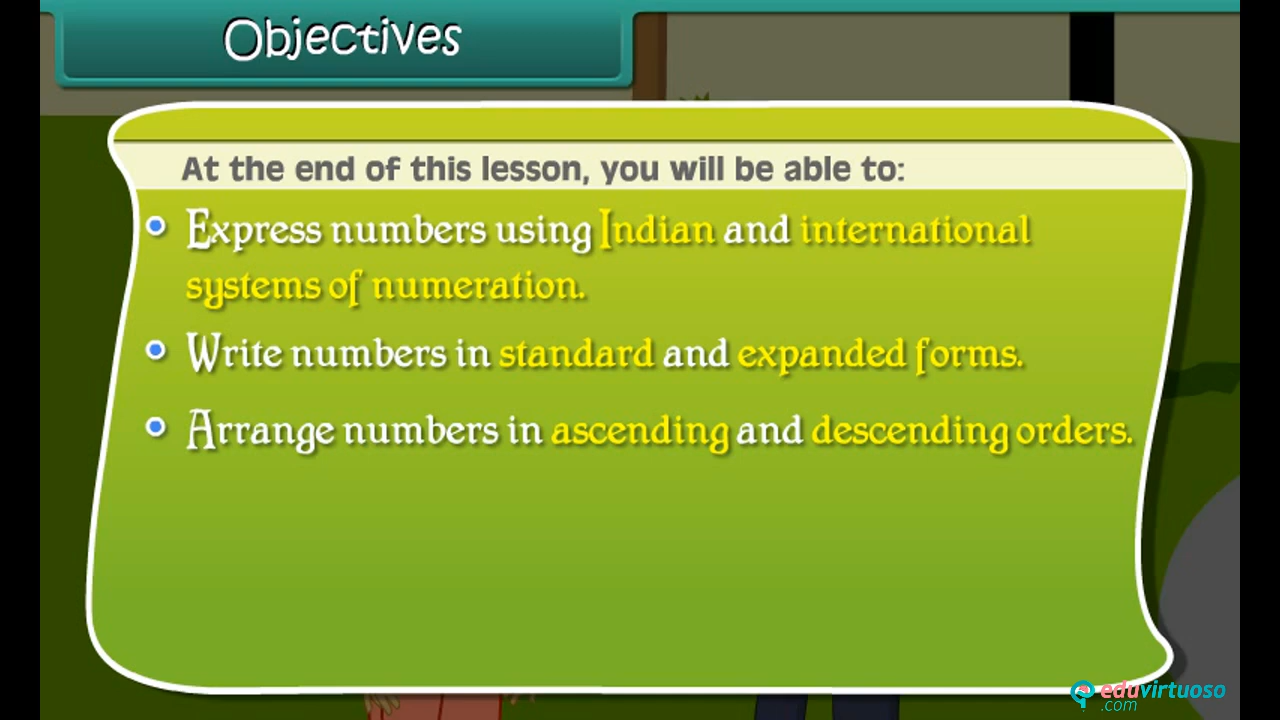 Objectives
At the end of this lesson, you will be able to:
Express numbers using Indian and international
systems of numeration.
Write numbers in standard and expanded forms.
Arrange numbers in ascending and descending orders.
eduvirtuoso
.com